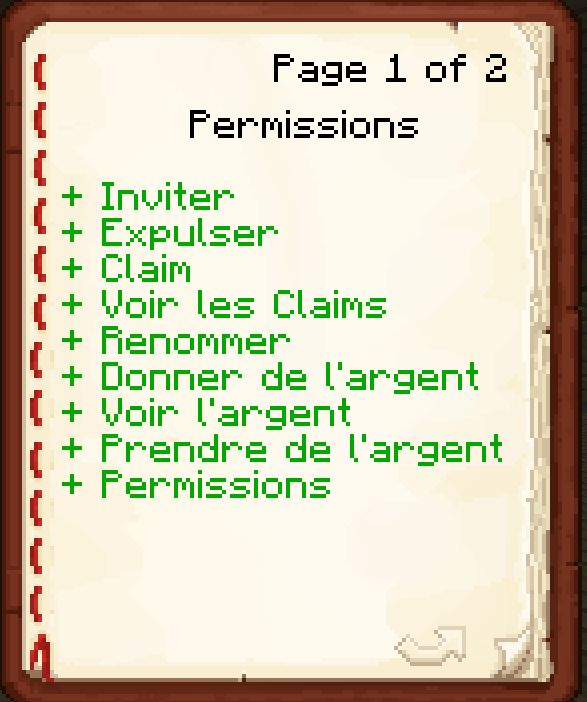 Page 1 of 2
Permissions
+ Inviter
+ Expulser
+ Claim
+ Voir les Claims
+ Renommer
+ Donner de l'argent
+ Voir l'argent
+ Prendre de l'argent
+ Permissions